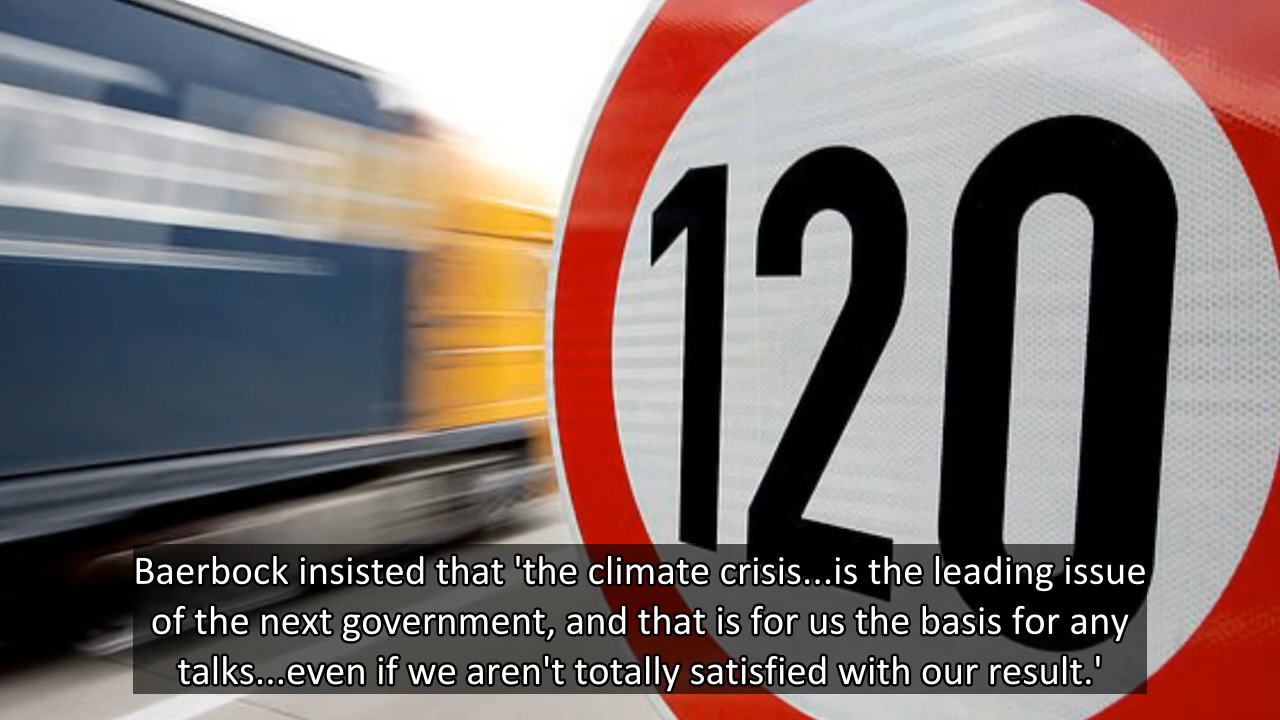 120
Baerbock insisted that 'the climate crisis...is the leading issue
of the next government, and that is for us the basis for any
talks...even if we aren't totally satisfied with our result.'